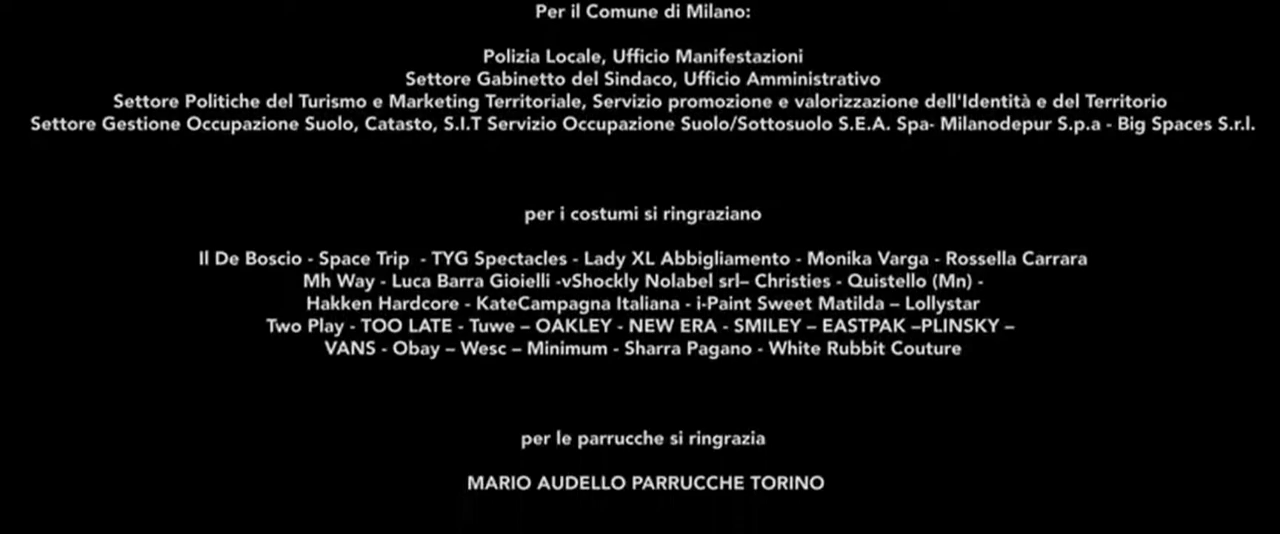 Per il Comune di Milano:
Polizia Locale, Ufficio Manifestazioni
Settore Gabinetto del Sindaco, Ufficio Amministrativo
Settore Politiche del Turismo e Marketing Territoriale, Servizio promozione e valorizzazione dell'Identità e del Territorio
Settore Gestione Occupazione Suolo, Catasto, S.I.T Servizio Occupazione Suolo/Sottosuolo S.E.A. Spa- Milanodepur S.p.a - Big Spaces S.r.l.
per i costumi si ringraziano
Il De Boscio - Space Trip - TYG Spectacles - Lady XL Abbigliamento - Monika Varga - Rossella Carrara
Mh Way - Luca Barra Gioielli -vShockly Nolabel srl– Christies - Quistello (Mn) -
Hakken Hardcore - KateCampagna Italiana - i-Paint Sweet Matilda – Lollystar
Two Play - TOO LATE - Tuwe – OAKLEY - NEW ERA - SMILEY – EASTPAK –PLINSKY –
VANS - Obay – Wesc – Minimum - Sharra Pagano - White Rubbit Couture
per le parrucche si ringrazia
MARIO AUDELLO PARRUCCHE TORINO